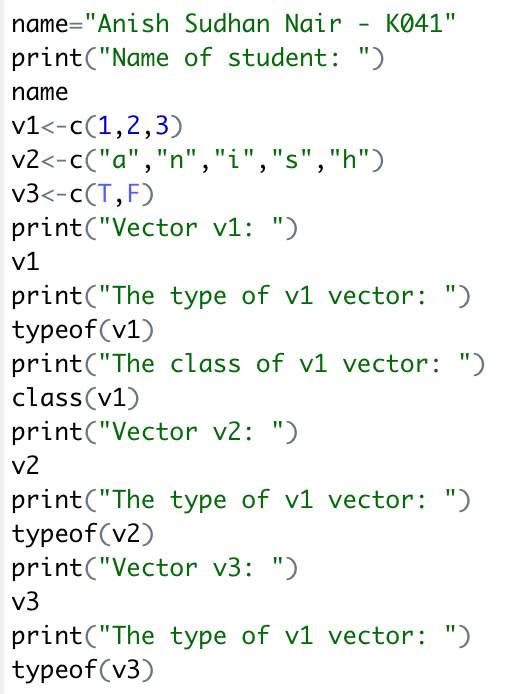 name="Anish Sudhan Nair - K041"
print("Name of student: ")
name
v1<-c(1,2,3)
v2<-c("a","n","i","s","h")
v3<-c(T,F)
print("Vector v1: ")
v1
print("The type of v1 vector: ")
typeof(v1)
print("The class of v1 vector: ")
class(v1)
print("Vector v2: ")
v2
print("The type of v1 vector: ")
typeof(v2)
print("Vector v3: ")
v3
print("The type of v1 vector: ")
typeof(v3)